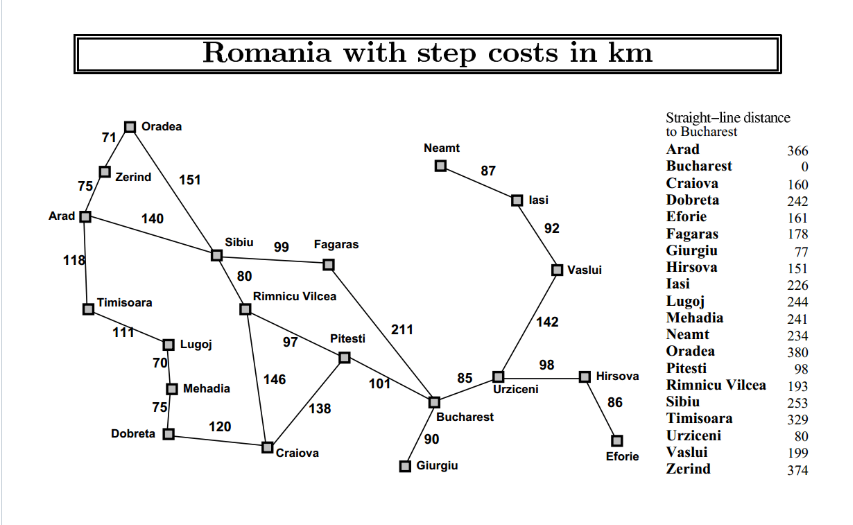 Romania with step costs in km
Straight–line distance
to Bucharest
Arad 366
Bucharest 0
Craiova 160
Dobreta 242
Eforie 161
Fagaras 178
Giurgiu 77
Hirsova 151
Iasi 226
Lugoj 244
Mehadia 241
Neamt 234
Oradea 380
Pitesti 98
Rimnicu Vilcea 193
Sibiu 253
Timisoara 329
Urziceni 80
Vaslui 199
Zerind 374
Oradea
71
Zerind
151
75
Arad
140
118
Sibiu
99
Fagaras
80
Rimnicu Vilcea
Timisoara
111
Lugoj
97
Pitesti
211
70
Mehadia
146
101
75
138
Dobreta
120
Craiova
Bucharest
90
Giurgiu
85
Urziceni
Neamt
87
Iasi
92
Vaslui
142
98
Hirsova
86
Eforie